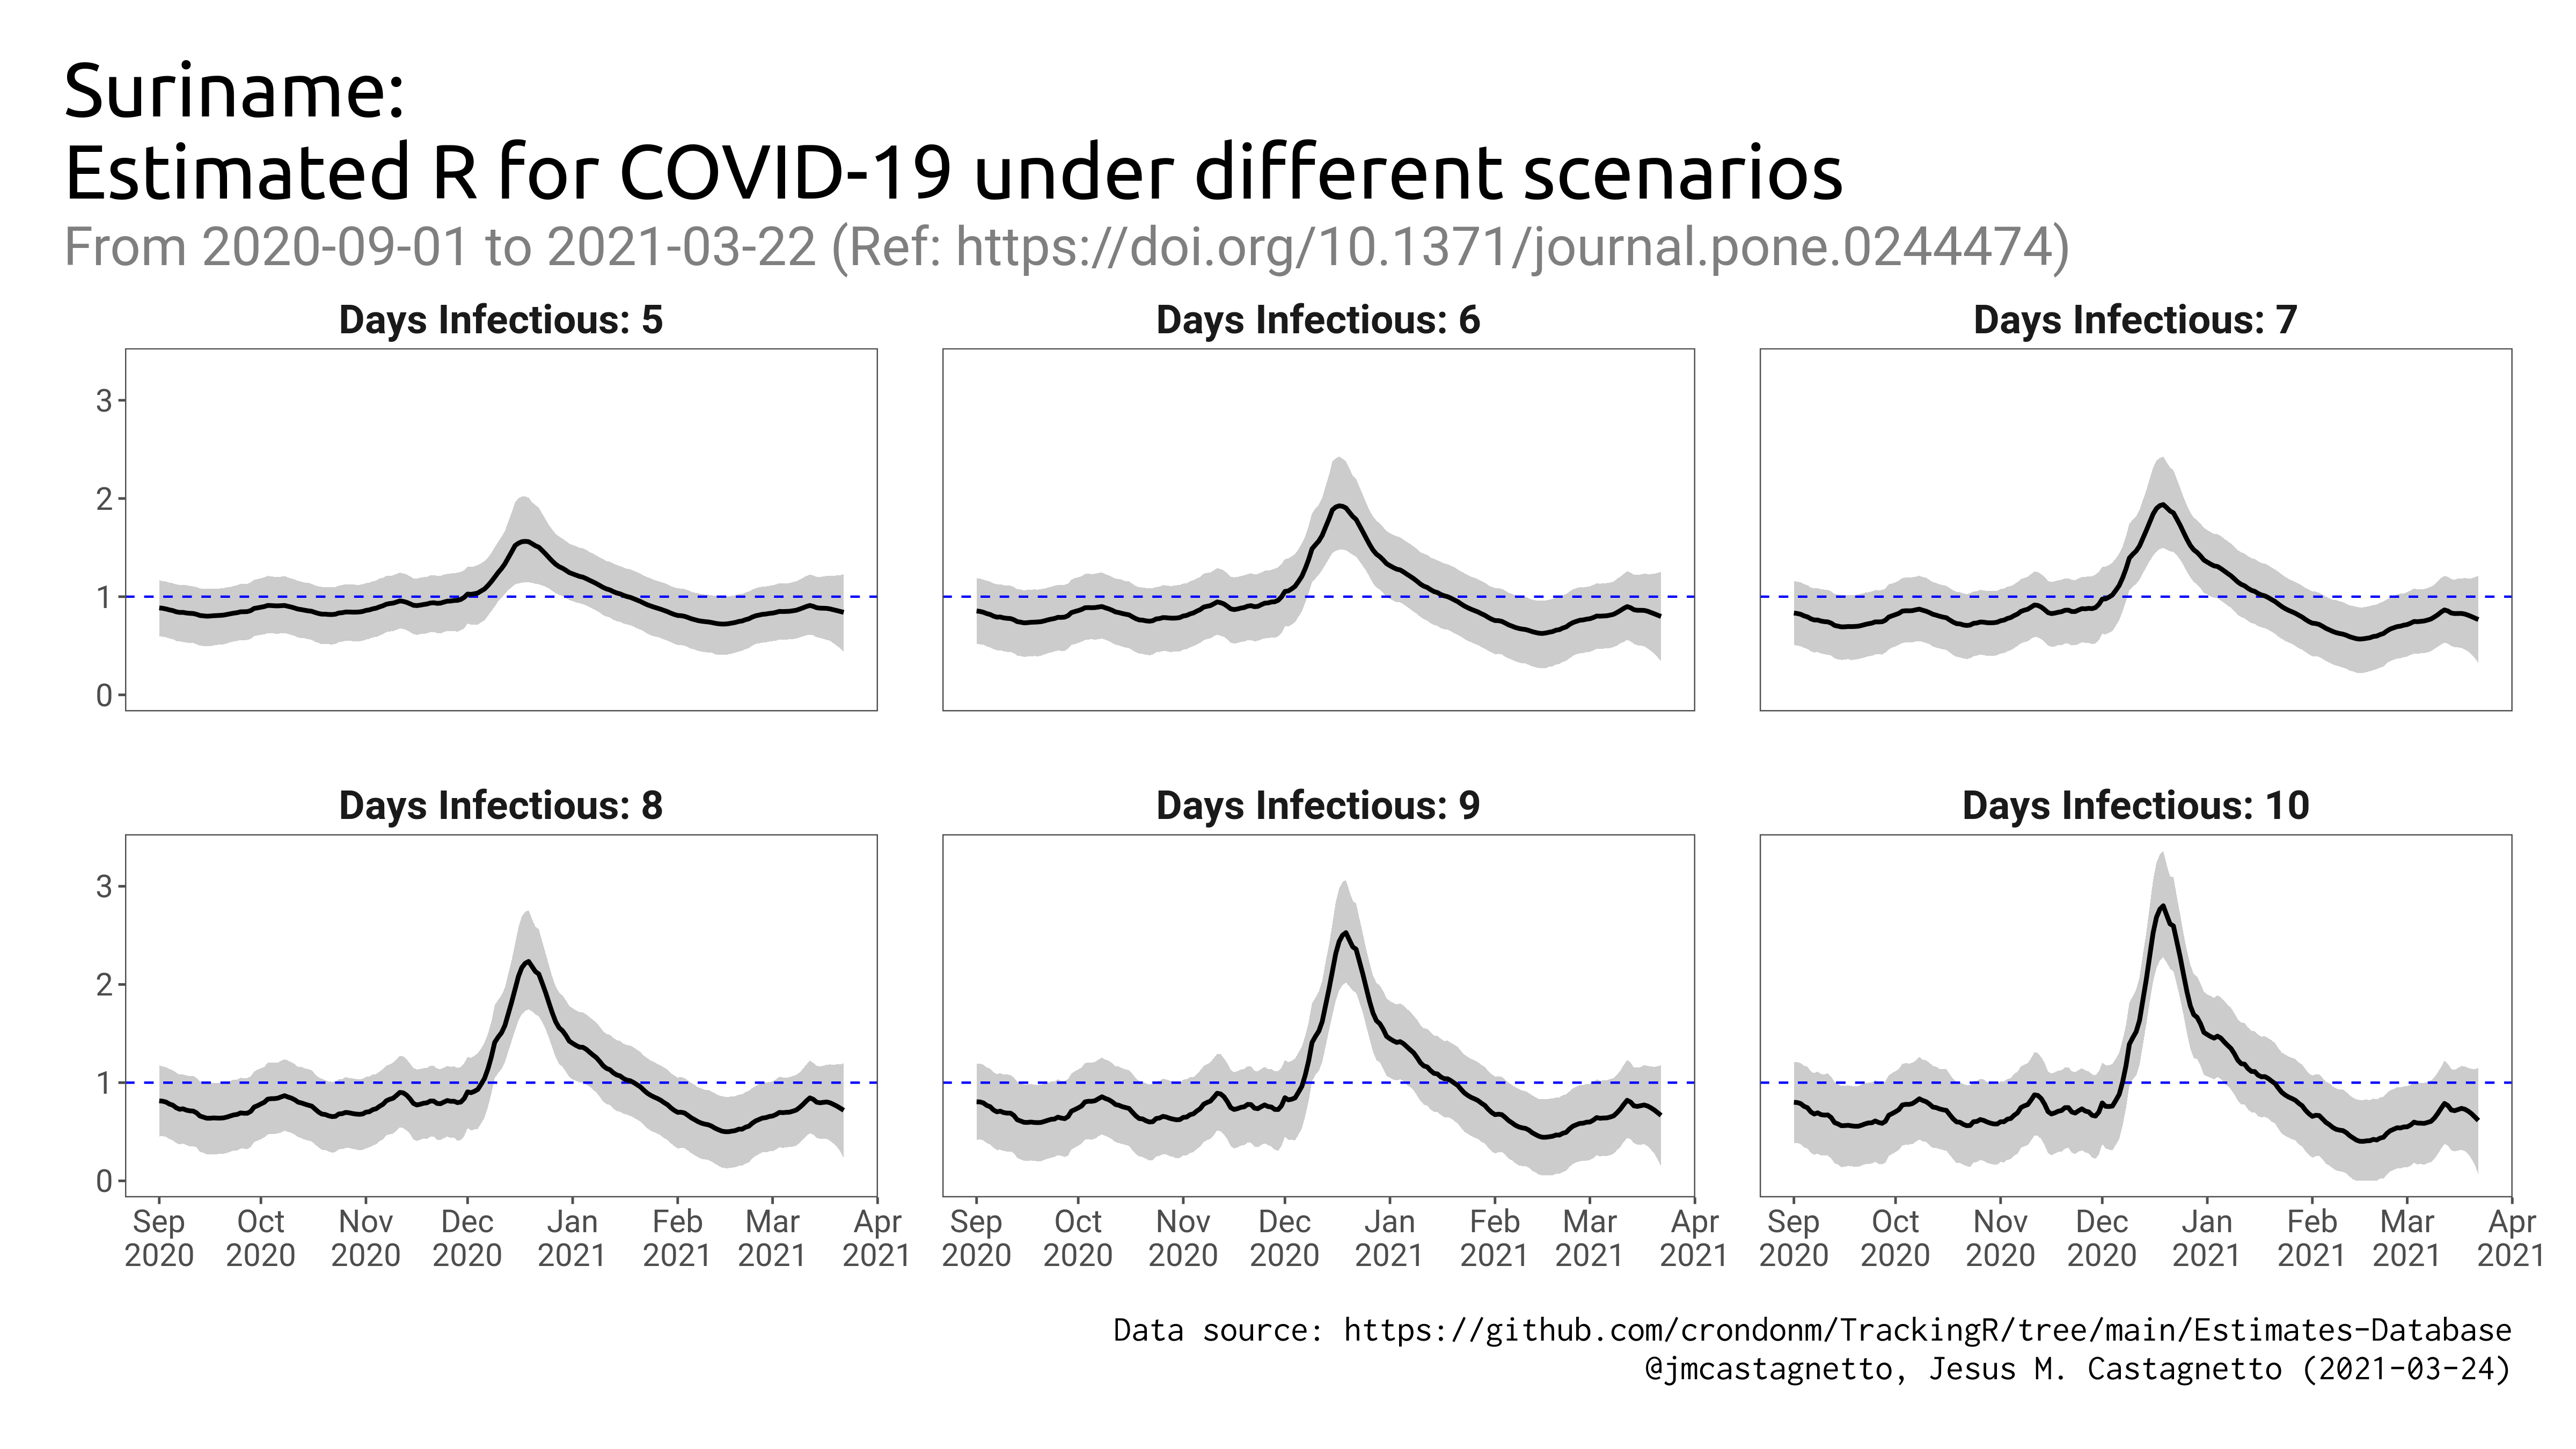 Suriname:
Estimated R for COVID-19 under different scenarios
From 2020-09-01 to 2021-03-22 (Ref: https://doi.org/10.1371/journal.pone.0244474)
Days Infectious: 5
Days Infectious: 6
Days Infectious: 7
3
2
1
0
Days Infectious: 8
Days Infectious: 9
Days Infectious: 10
3
2
1
0
Sep Oct Nov Dec Jan Feb Mar Apr
2020 2020 2020 2020 2021 2021 2021 2021
Sep Oct Nov Dec Jan Feb Mar Apr
2020 2020 2020 2020 2021 2021 2021 2021
Sep Oct Nov Dec Jan Feb Mar Apr
2020 2020 2020 2020 2021 2021 2021 2021
Data source: https://github.com/crondonm/TrackingR/tree/main/Estimates-Database
@jmcastagnetto, Jesus M. Castagnetto (2021-03-24)